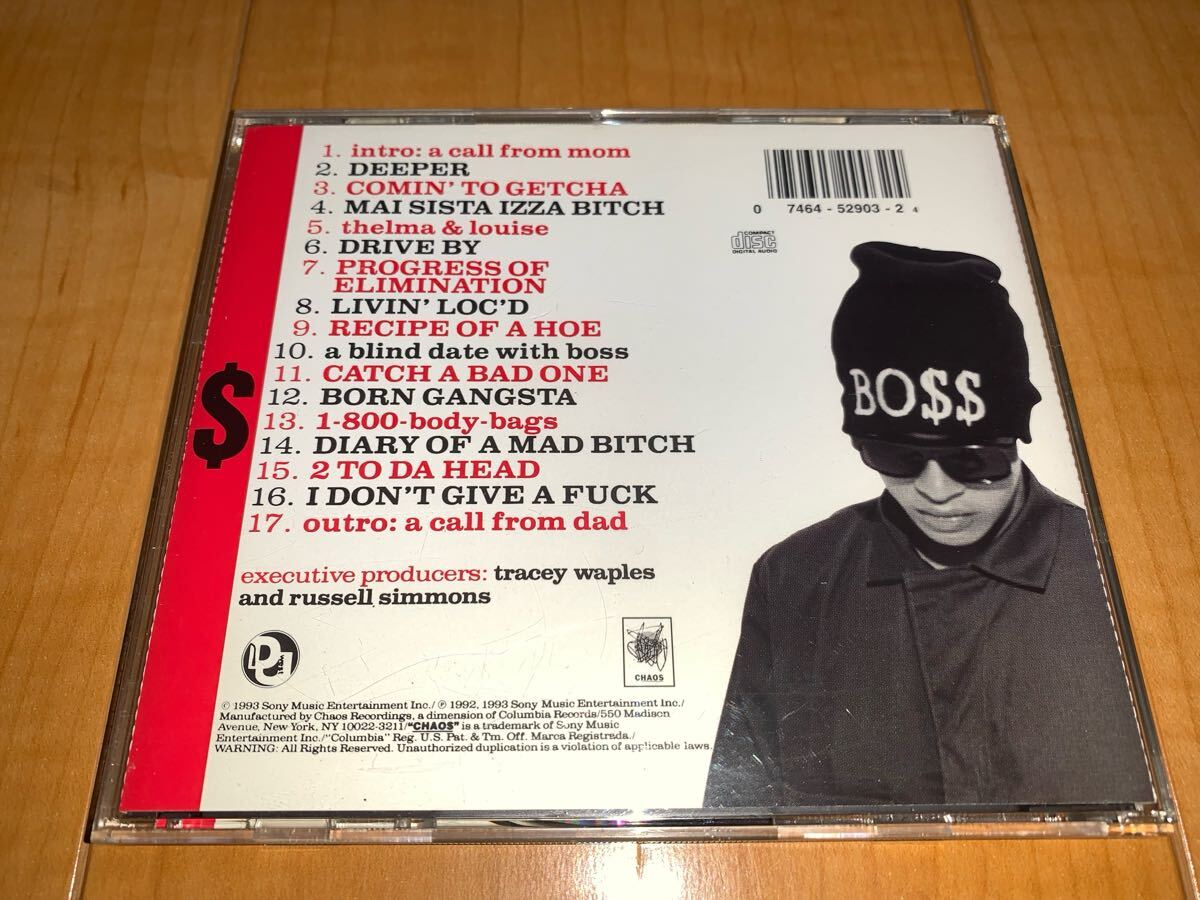 1. intro: a call from mom
2. DEEPER
3. COMIN' TO GETCHA
4. MAI SISTA IZZA BITCH
5. thelma & louise
6. DRIVE BY
7. PROGRESS OF
ELIMINATION
8. LIVIN' LOC'D
9. RECIPE OF A HOE
10. a blind date with boss
11. CATCH A BAD ONE
12. BORN GANGSTA
13. 1-800-body-bags
14. DIARY OF A MAD BITCH
15. 2 TO DA HEAD
16. I DON'T GIVE A FUCK
17. outro: a call from dad
$
executive producers: tracey waples
and russell simmons
CHAOS
© 1993 Sony Music Entertainment Inc./ ℗ 1992, 1993 Sony Music Entertainment Inc./
Manufactured by Chaos Recordings, a dimension of Columbia Records/550 Madison
Avenue, New York, NY 10022-3211/"CHAOS" is a trademark of Sony Music
Entertainment Inc./"Columbia" Reg. U.S. Pat. & Tm. Off. Marca Registrada./
WARNING: All Rights Reserved. Unauthorized duplication is a violation of applicable laws.
0 7464-52903-2 4
COMPACT
disc
DIGITAL AUDIO
BO$$